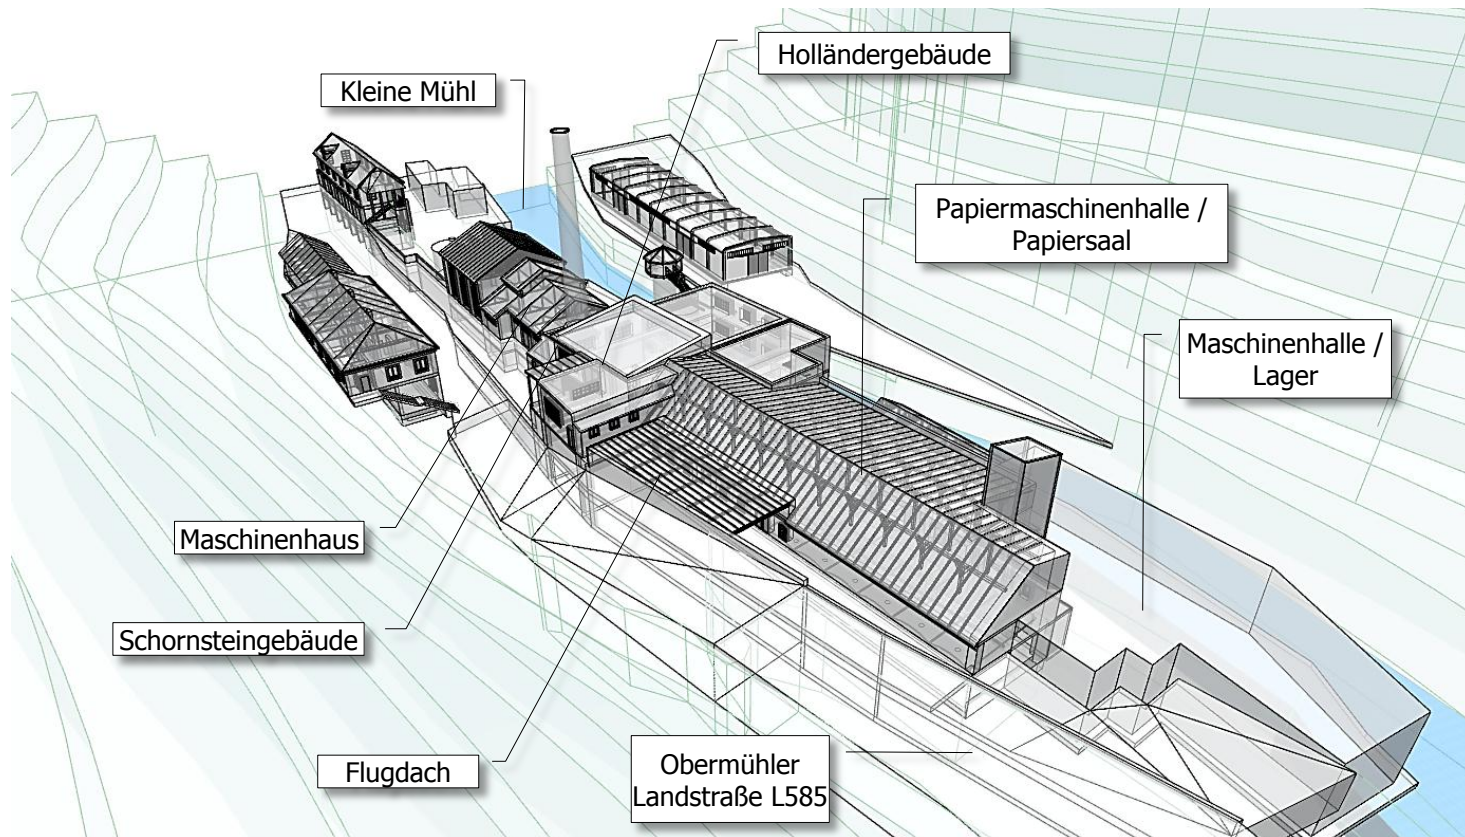 Holländergebäude
Kleine Mühl
Papiermaschinenhalle /
Papiersaal
Maschinenhalle /
Lager
Maschinenhaus
Schornsteingebäude
Flugdach
Obermühler
Landstraße L585